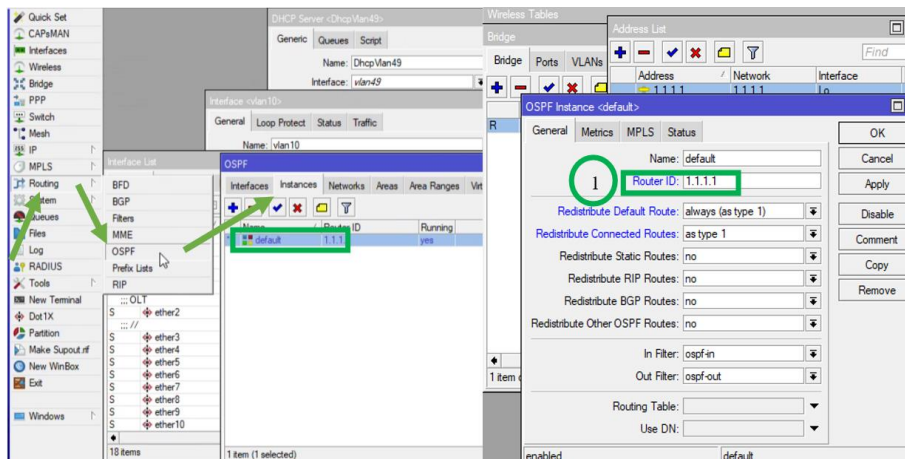 Quick Set
CAPsMAN
Interfaces
Wireless
Bridge
PPP
Switch
Mesh
IP
MPLS
Routing
System
Queues
Files
Log
RADIUS
Tools
New Terminal
Dot1X
Partition
Make Supout.rif
New WinBox
Exit
Windows
DHCP Server <DhcpVlan49>
Generic Queues Script
Name: DhcpVlan49
Interface: vlan49
Interface <vlan10>
General Loop Protect Status Traffic
Name: vlan10
Interface List
BFD
BGP
Filters
MME
OSPF
Prefix Lists
RIP
;;; OLT
S ether2
;;; //
S ether3
S ether4
S ether5
S ether6
S ether7
S ether8
S ether9
S ether10
18 items
OSPF
Interfaces Instances Networks Areas Area Ranges
Name / Router ID Running
* default 1.1.1. yes
1 item (1 selected)
Wireless Tables
Bridge
Bridge Ports VLANs
R
1 item
Address List
Find
Address / Network Interface
1.1.1.1 1.1.1.1 Lo
OSPF Instance <default>
General Metrics MPLS Status
Name: default
1
Router ID: 1.1.1.1
Redistribute Default Route: always (as type 1)
Redistribute Connected Routes: as type 1
Redistribute Static Routes: no
Redistribute RIP Routes: no
Redistribute BGP Routes: no
Redistribute Other OSPF Routes: no
In Filter: ospf-in
Out Filter: ospf-out
Routing Table:
Use DN:
enabled default
OK
Cancel
Apply
Disable
Comment
Copy
Remove